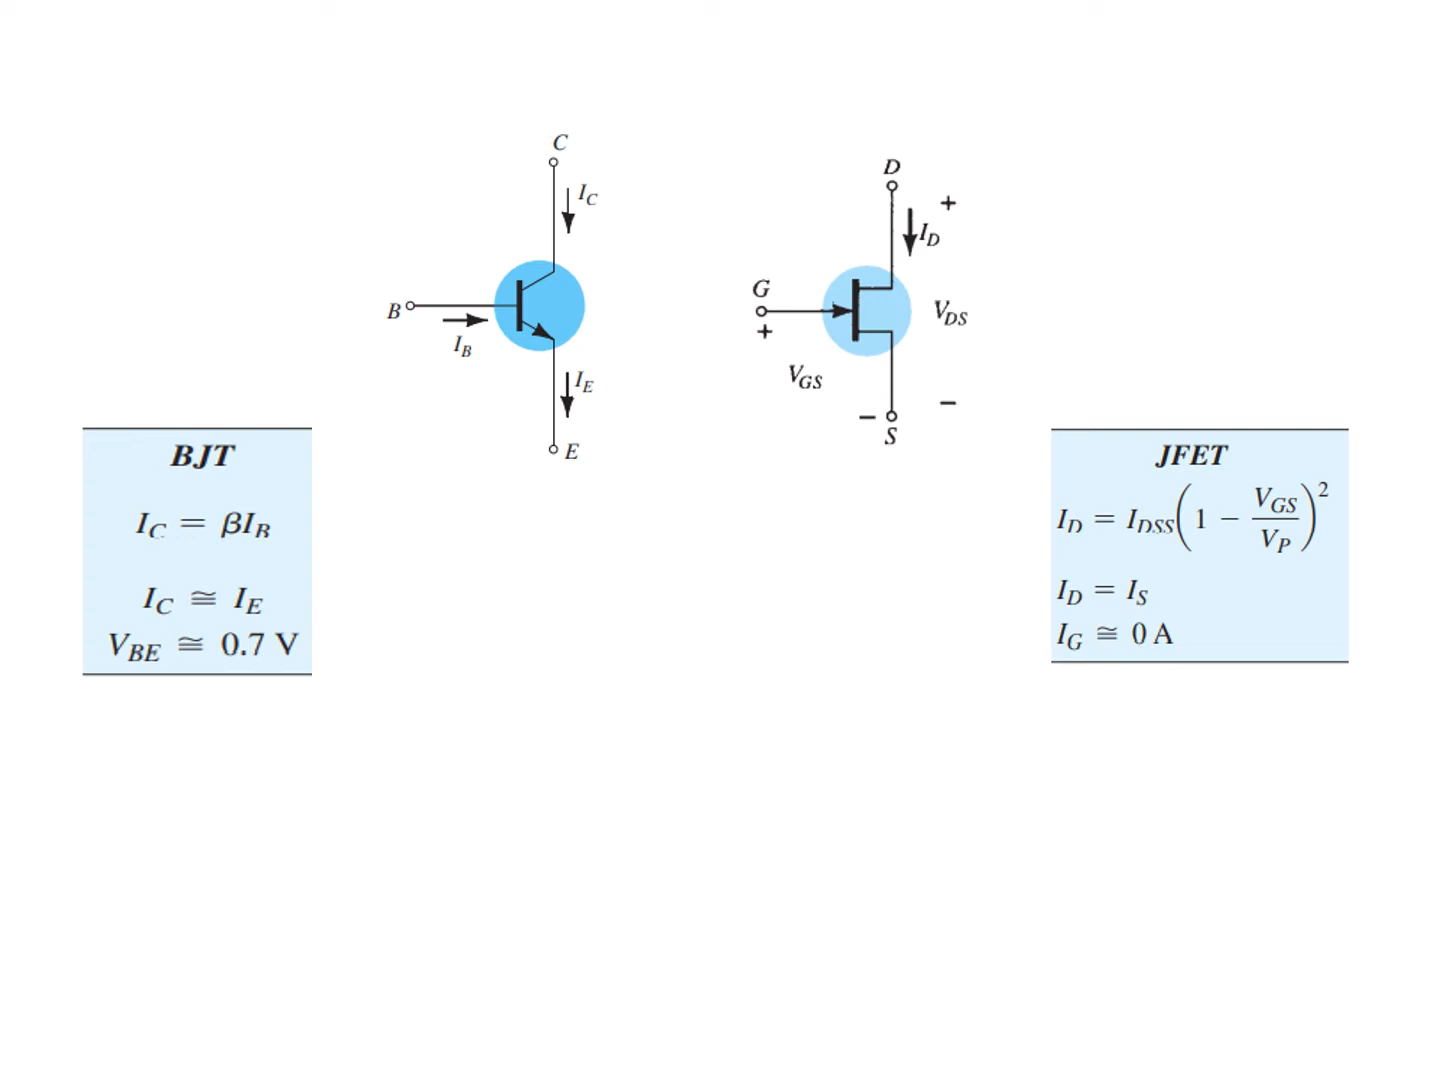 C
I_C
B
I_B
I_E
E
D
+
I_D
G
+
V_DS
V_GS
−
−
S
BJT
I_C = βI_B
I_C ≅ I_E
V_BE ≅ 0.7 V
JFET
I_D = I_DSS(1 − V_GS/V_P)²
I_D = I_S
I_G ≅ 0 A